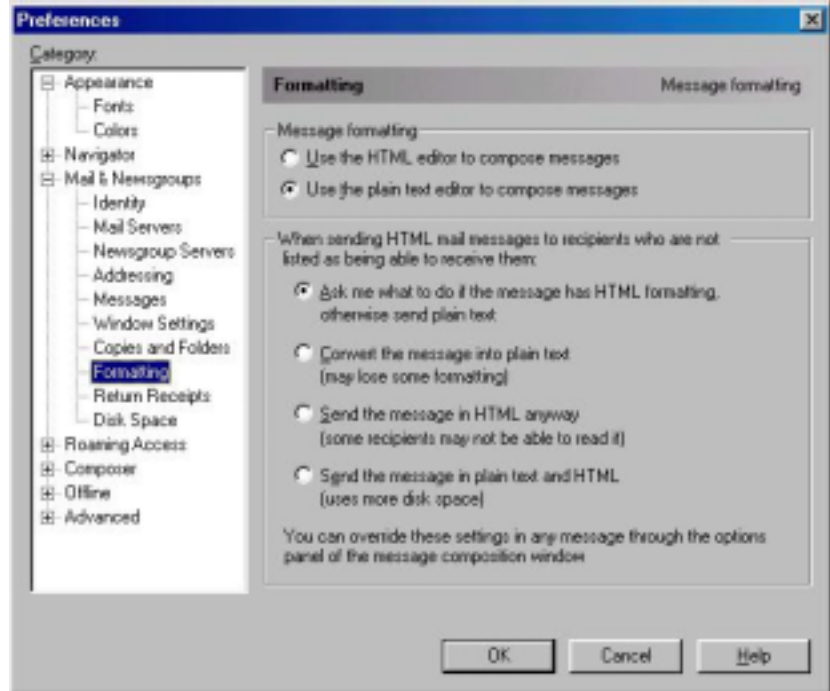 Preferences
Category:
Appearance
Fonts
Colors
Navigator
Mail & Newsgroups
Identity
Mail Servers
Newsgroup Servers
Addressing
Messages
Window Settings
Copies and Folders
Formatting
Return Receipts
Disk Space
Roaming Access
Composer
Offline
Advanced
Formatting
Message formatting
Message formatting
Use the HTML editor to compose messages
Use the plain text editor to compose messages
When sending HTML mail messages to recipients who are not
listed as being able to receive them:
Ask me what to do if the message has HTML formatting,
otherwise send plain text
Convert the message into plain text
(may lose some formatting)
Send the message in HTML anyway
(some recipients may not be able to read it)
Send the message in plain text and HTML
(uses more disk space)
You can override these settings in any message through the options
panel of the message composition window
OK
Cancel
Help